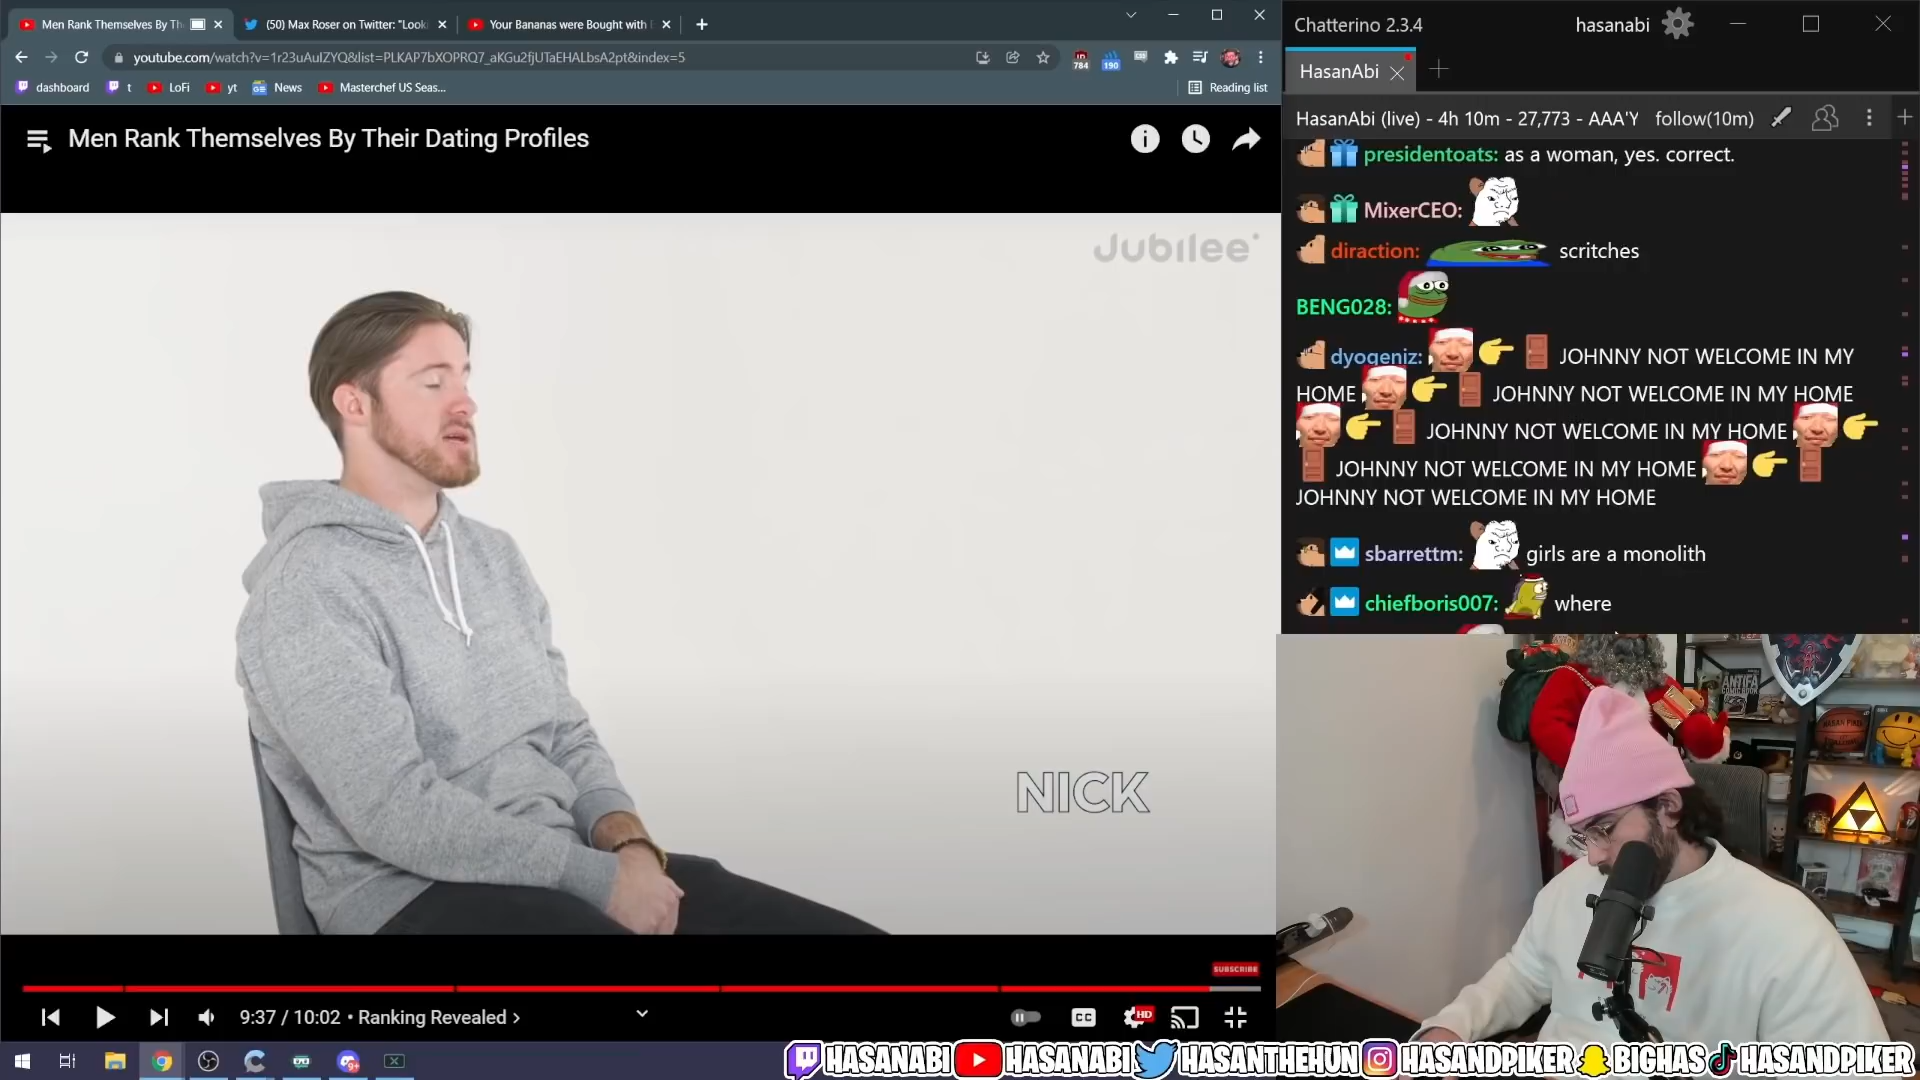 Men Rank Themselves By Th
(50) Max Roser on Twitter: "Look
Your Bananas were Bought with
youtube.com/watch?v=1r23uAulZYQ&list=PLKAP7bXOPRQ7_aKGu2fjUTaEHALbsA2pt&index=5
784
190
dashboard
t
LoFi
yt
News
Masterchef US Seas...
Reading list
Men Rank Themselves By Their Dating Profiles
Jubilee
NICK
SUBSCRIBE
9:37 / 10:02 • Ranking Revealed >
CC
HD
Chatterino 2.3.4
hasanabi
HasanAbi
HasanAbi (live) - 4h 10m - 27,773 - AAA'Y
follow(10m)
presidentoats: as a woman, yes. correct.
MixerCEO:
diraction: scritches
BENG028:
dyogeniz: JOHNNY NOT WELCOME IN MY
HOME JOHNNY NOT WELCOME IN MY HOME
JOHNNY NOT WELCOME IN MY HOME
JOHNNY NOT WELCOME IN MY HOME
JOHNNY NOT WELCOME IN MY HOME
sbarrettm: girls are a monolith
chiefboris007: where
ANTIFA
HASANABI HASANABI HASANTHEHUN HASANDPIKER BIGHAS HASANDPIKER